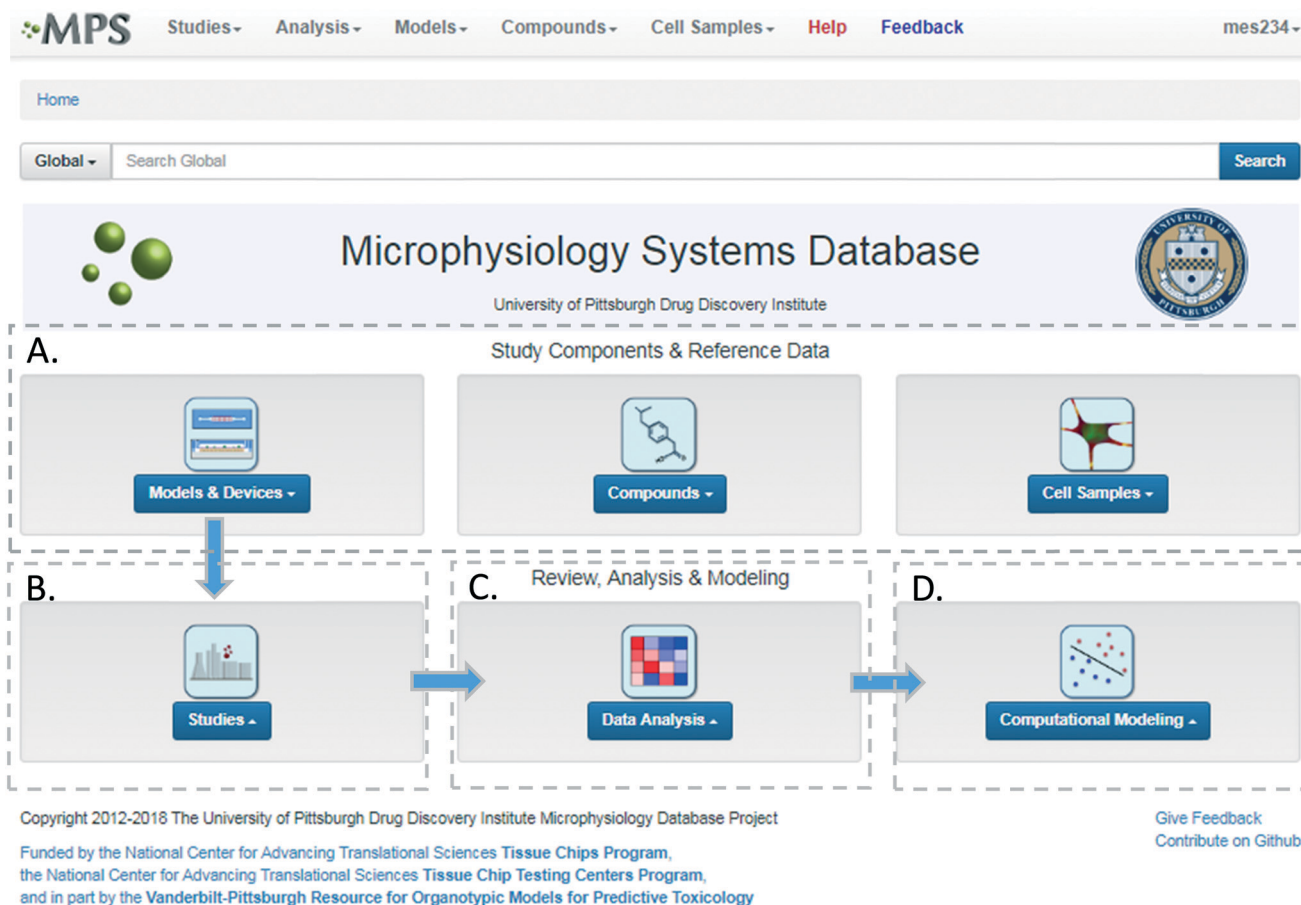 MPS Studies Analysis Models Compounds Cell Samples Help Feedback mes234
Home
Global Search Global Search
Microphysiology Systems Database
University of Pittsburgh Drug Discovery Institute
UNIVERSITY OF PITTSBURGH
A. Study Components & Reference Data
Models & Devices Compounds Cell Samples
B. C. Review, Analysis & Modeling D.
Studies Data Analysis Computational Modeling
Copyright 2012-2018 The University of Pittsburgh Drug Discovery Institute Microphysiology Database Project Give Feedback
Contribute on Github
Funded by the National Center for Advancing Translational Sciences Tissue Chips Program,
the National Center for Advancing Translational Sciences Tissue Chip Testing Centers Program,
and in part by the Vanderbilt-Pittsburgh Resource for Organotypic Models for Predictive Toxicology